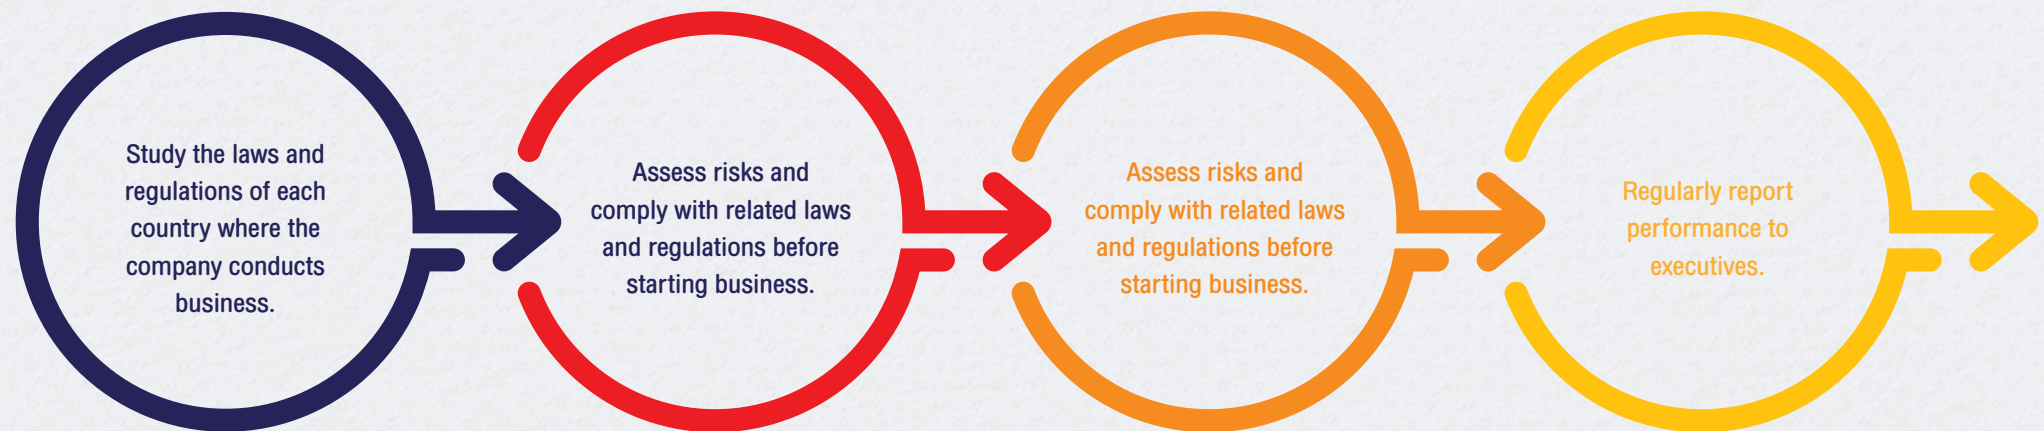 Study the laws and
regulations of each
country where the
company conducts
business.
Assess risks and
comply with related laws
and regulations before
starting business.
Assess risks and
comply with related laws
and regulations before
starting business.
Regularly report
performance to
executives.